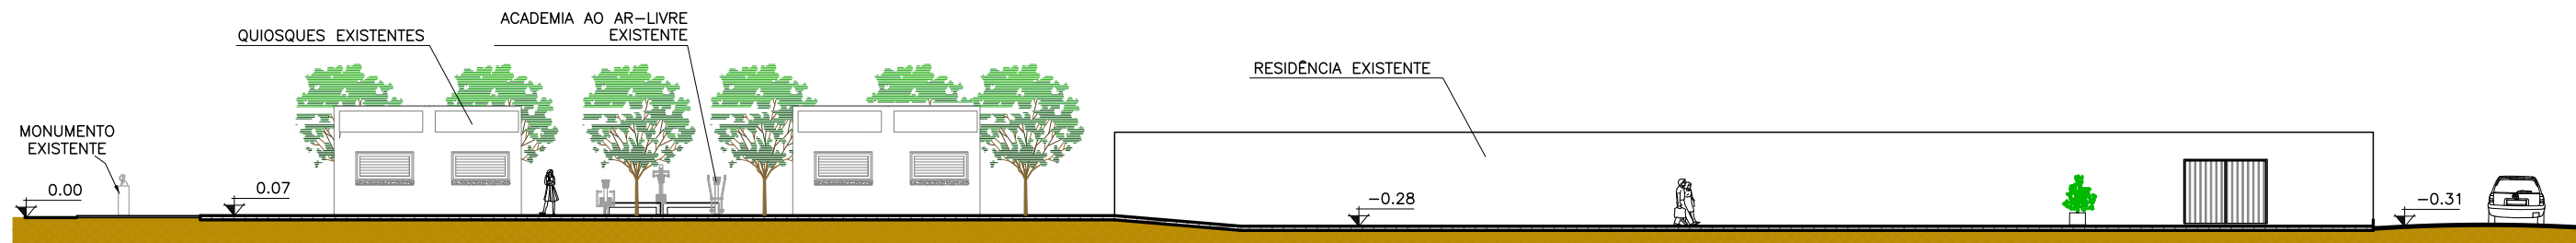 ACADEMIA AO AR-LIVRE
EXISTENTE
QUIOSQUES EXISTENTES
RESIDÊNCIA EXISTENTE
MONUMENTO
EXISTENTE
0.00
0.07
-0.28
-0.31